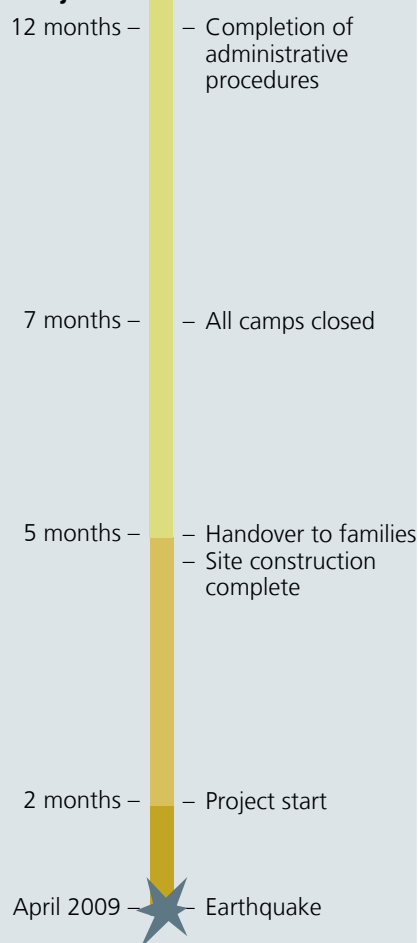 12 months – – Completion of
administrative
procedures
7 months – – All camps closed
5 months – – Handover to families
– Site construction
complete
2 months – – Project start
April 2009 – – Earthquake